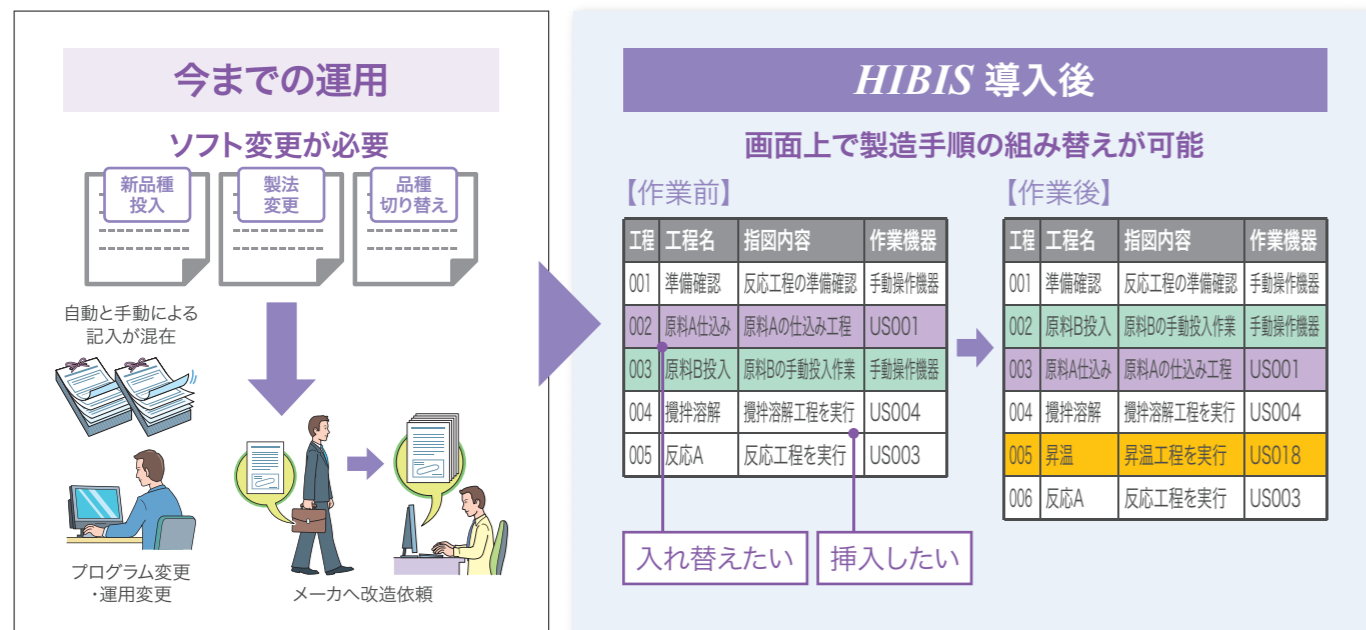 今までの運用
ソフト変更が必要
新品種
投入
製法
変更
品種
切り替え
自動と手動による
記入が混在
プログラム変更
・運用変更
メーカへ改造依頼
HIBIS 導入後
画面上で製造手順の組み替えが可能
【作業前】
工程 工程名 指図内容 作業機器
001 準備確認 反応工程の準備確認 手動操作機器
002 原料A仕込み 原料Aの仕込み工程 US001
003 原料B投入 原料Bの手動投入作業 手動操作機器
004 攪拌溶解 攪拌溶解工程を実行 US004
005 反応A 反応工程を実行 US003
入れ替えたい
挿入したい
【作業後】
工程 工程名 指図内容 作業機器
001 準備確認 反応工程の準備確認 手動操作機器
002 原料B投入 原料Bの手動投入作業 手動操作機器
003 原料A仕込み 原料Aの仕込み工程 US001
004 攪拌溶解 攪拌溶解工程を実行 US004
005 昇温 昇温工程を実行 US018
006 反応A 反応工程を実行 US003